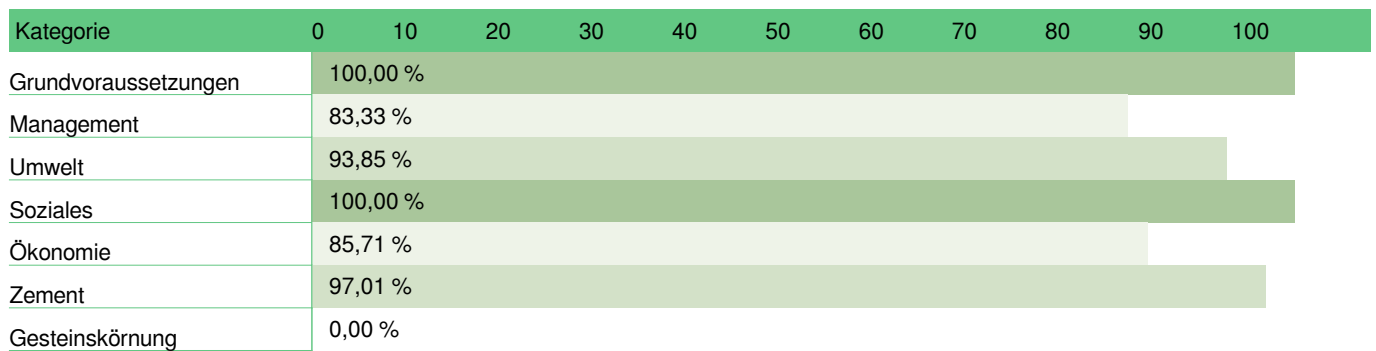 Kategorie 0 10 20 30 40 50 60 70 80 90 100
Grundvoraussetzungen 100,00 %
Management 83,33 %
Umwelt 93,85 %
Soziales 100,00 %
Ökonomie 85,71 %
Zement 97,01 %
Gesteinskörnung 0,00 %